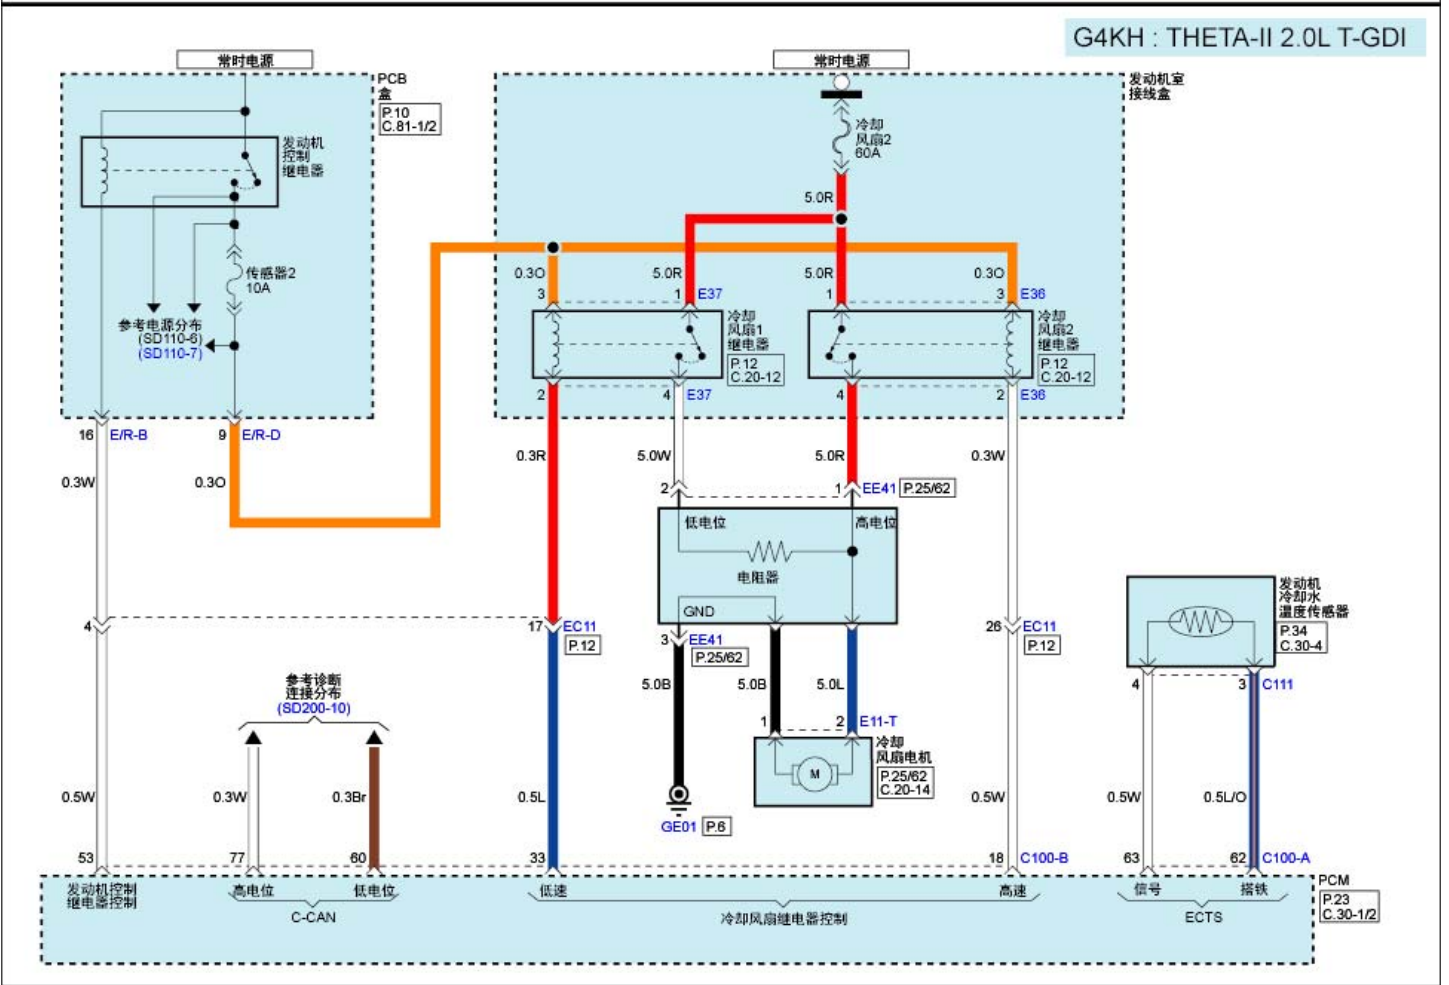 G4KH : THETA-II 2.0L T-GDI
常时电源
常时电源
PCB
盒
P.10
C.81-1/2
发动机
控制
继电器
传感器2
10A
参考电源分布
(SD110-6)
(SD110-7)
发动机室
接线盒
冷却
风扇2
60A
5.0R
0.3O
5.0R
5.0R
0.3O
3
1
E37
1
3
E36
冷却
风扇1
继电器
P.12
C.20-12
冷却
风扇2
继电器
P.12
C.20-12
2
4
E37
4
2
E36
16
E/R-B
9
E/R-D
0.3W
0.3O
0.3R
5.0W
5.0R
0.3W
2
1
EE41
P.25/62
低电位
高电位
电阻器
GND
4
17
EC11
P.12
3
EE41
P.25/62
26
EC11
P.12
发动机
冷却水
温度传感器
P.34
C.30-4
参考诊断
连接分布
(SD200-10)
5.0B
5.0B
5.0L
4
3
C111
1
2
E11-T
冷却
风扇电机
P.25/62
C.20-14
M
0.5W
0.3W
0.3Br
0.5L
0.5W
0.5W
0.5L/O
GE01
P.6
53
77
60
33
18
C100-B
63
62
C100-A
发动机控制
继电器控制
高电位
低电位
C-CAN
低速
高速
冷却风扇继电器控制
信号
搭铁
ECTS
PCM
P.23
C.30-1/2